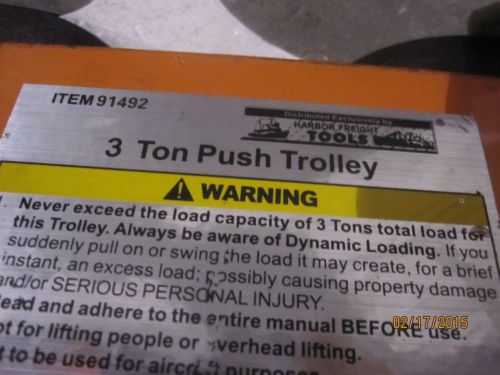 ITEM 91492
Distributed Exclusively by
HARBOR FREIGHT
TOOLS
3 Ton Push Trolley
WARNING
Never exceed the load capacity of 3 Tons total load for
this Trolley. Always be aware of Dynamic Loading. If you
suddenly pull on or swing the load it may create, for a brief
instant, an excess load; possibly causing property damage
and/or SERIOUS PERSONAL INJURY.
ead and adhere to the entire manual BEFORE use.
ot for lifting people or overhead lifting.
t to be used for aircraft purposes
02/17/2015